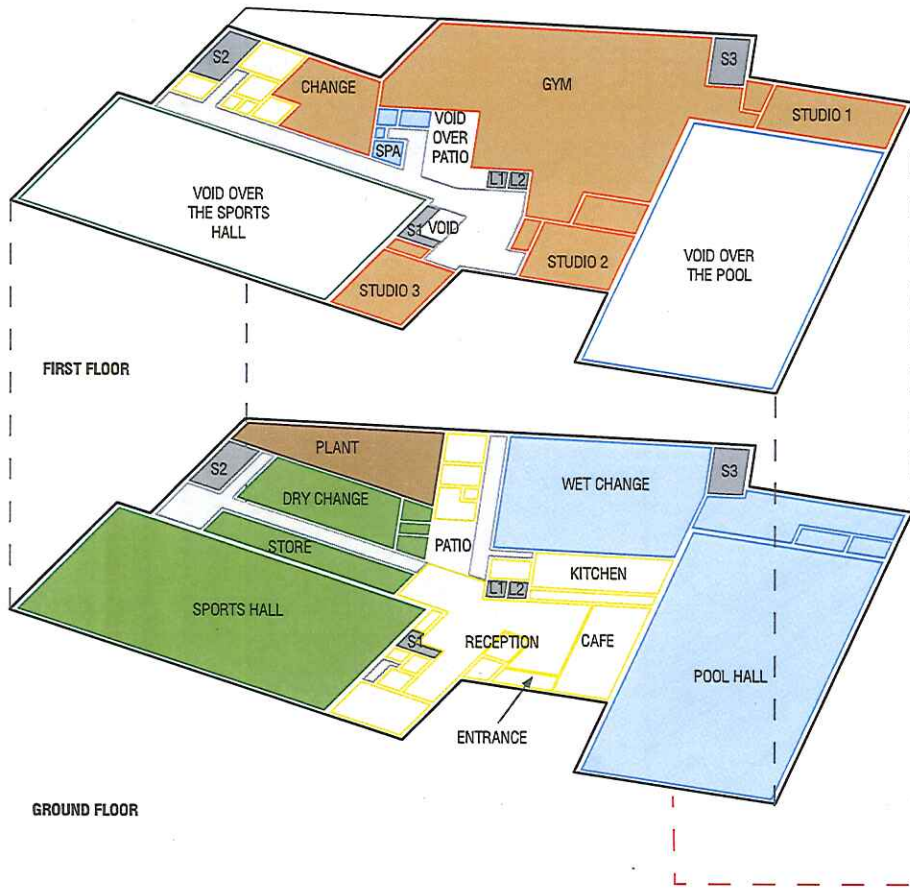 S2
S3
CHANGE
GYM
STUDIO 1
VOID
OVER
PATIO
SPA
L1 L2
VOID OVER
THE SPORTS
HALL
S1
VOID
STUDIO 2
VOID OVER
THE POOL
STUDIO 3
FIRST FLOOR
PLANT
S2
S3
DRY CHANGE
WET CHANGE
STORE
PATIO
KITCHEN
L1 L2
SPORTS HALL
S1
RECEPTION
CAFE
POOL HALL
ENTRANCE
GROUND FLOOR